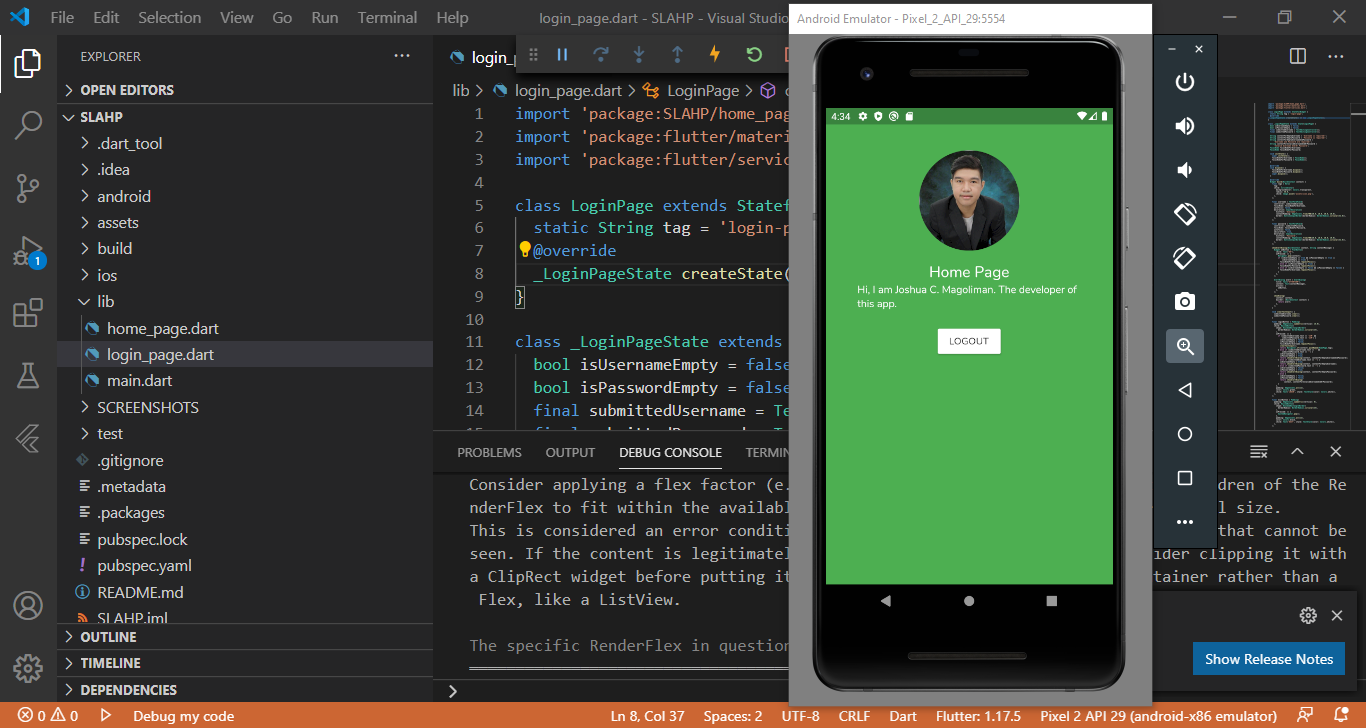 File Edit Selection View Go Run Terminal Help login_page.dart - SLAHP - Visual Studio
Android Emulator - Pixel_2_API_29:5554
EXPLORER
OPEN EDITORS
SLAHP
.dart_tool
.idea
android
assets
build
ios
lib
home_page.dart
login_page.dart
main.dart
SCREENSHOTS
test
.gitignore
.metadata
.packages
pubspec.lock
pubspec.yaml
README.md
SLAHP.iml
OUTLINE
TIMELINE
DEPENDENCIES
1
login_p
lib > login_page.dart > LoginPage >
1 import 'package:SLAHP/home_pag
2 import 'package:flutter/materi
3 import 'package:flutter/servic
4
5 class LoginPage extends Statef
6 static String tag = 'login-p
7 @override
8 _LoginPageState createState(
9 }
10
11 class _LoginPageState extends
12 bool isUsernameEmpty = false
13 bool isPasswordEmpty = false
14 final submittedUsername = Te
PROBLEMS OUTPUT DEBUG CONSOLE TERMIN
Consider applying a flex factor (e. dren of the Re
nderFlex to fit within the availabl l size.
This is considered an error conditi that cannot be
seen. If the content is legitimatel ider clipping it with
a ClipRect widget before putting it tainer rather than a
Flex, like a ListView.
The specific RenderFlex in question
4:34
Home Page
Hi, I am Joshua C. Magoliman. The developer of
this app.
LOGOUT
Show Release Notes
0 0 Debug my code Ln 8, Col 37 Spaces: 2 UTF-8 CRLF Dart Flutter: 1.17.5 Pixel 2 API 29 (android-x86 emulator)